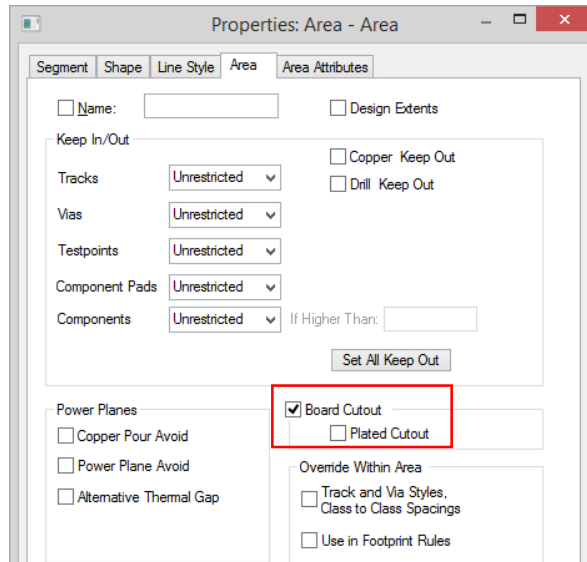 Properties: Area - Area
Segment Shape Line Style Area Area Attributes
Name:
Design Extents
Keep In/Out
Copper Keep Out
Tracks Unrestricted
Drill Keep Out
Vias Unrestricted
Testpoints Unrestricted
Component Pads Unrestricted
Components Unrestricted If Higher Than:
Set All Keep Out
Power Planes
Copper Pour Avoid
Power Plane Avoid
Alternative Thermal Gap
Board Cutout
Plated Cutout
Override Within Area
Track and Via Styles,
Class to Class Spacings
Use in Footprint Rules